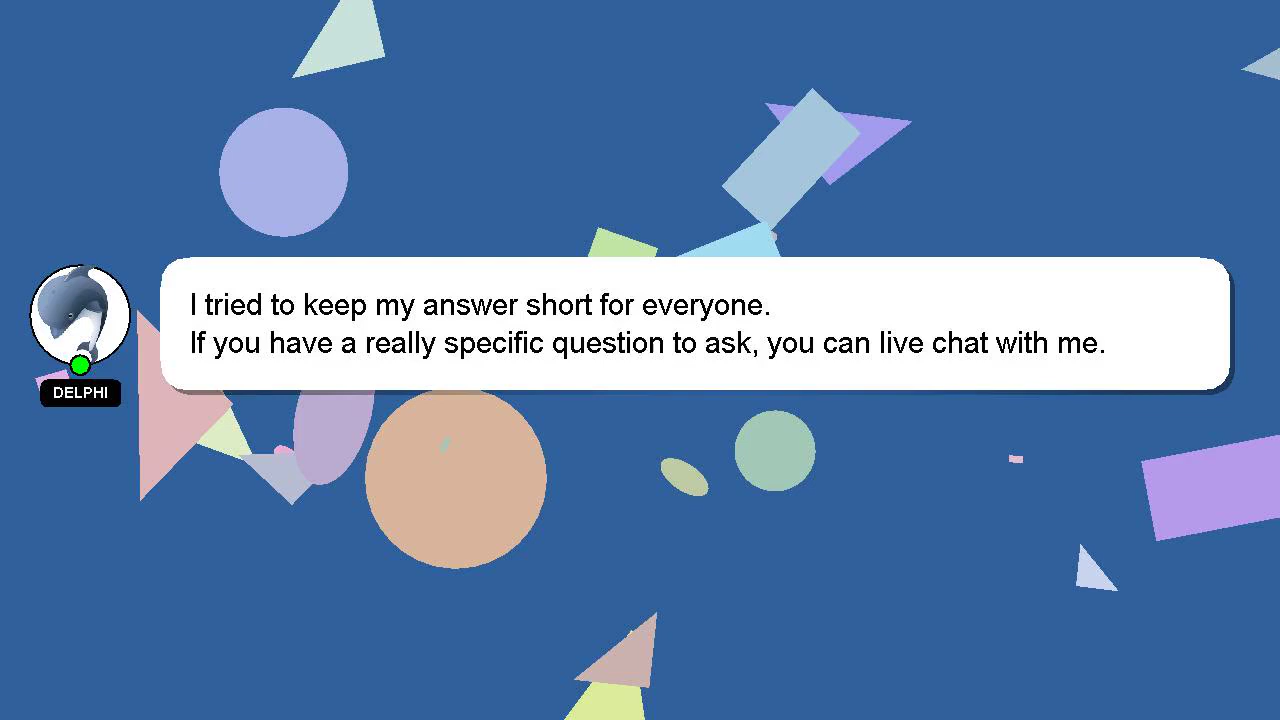 I tried to keep my answer short for everyone.
If you have a really specific question to ask, you can live chat with me.
DELPHI